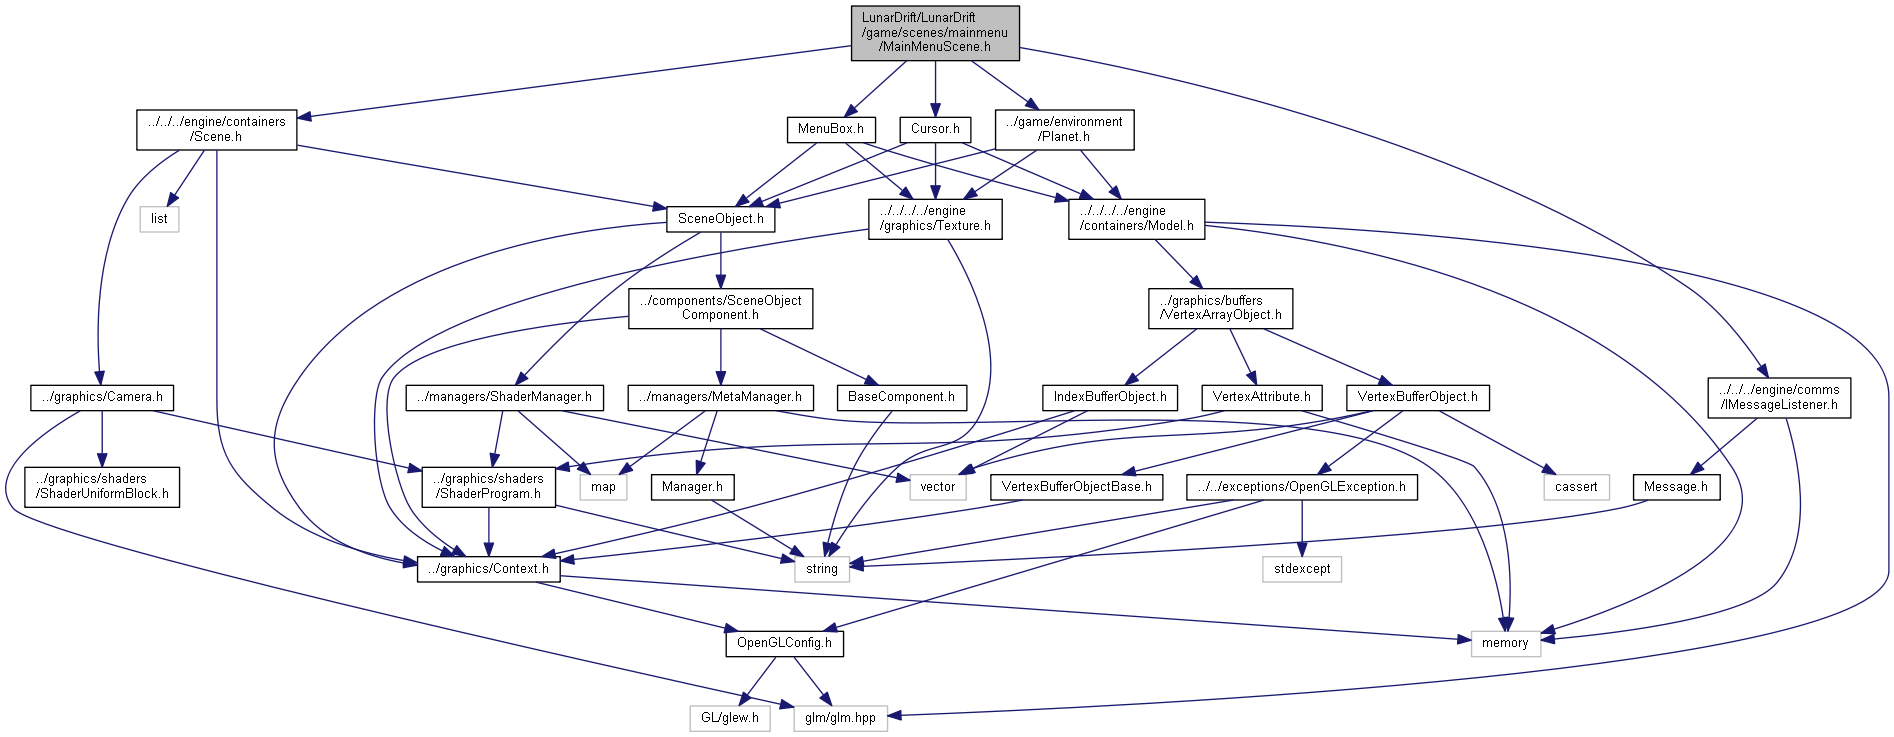 LunarDrift/LunarDrift
/game/scenes/mainmenu
/MainMenuScene.h
../../../engine/containers
/Scene.h
MenuBox.h
Cursor.h
../game/environment
/Planet.h
list
SceneObject.h
../../../../engine
/graphics/Texture.h
../../../../engine
/containers/Model.h
../components/SceneObject
Component.h
../graphics/buffers
/VertexArrayObject.h
../graphics/Camera.h
../managers/ShaderManager.h
../managers/MetaManager.h
BaseComponent.h
IndexBufferObject.h
VertexAttribute.h
VertexBufferObject.h
../../../engine/comms
/IMessageListener.h
../graphics/shaders
/ShaderUniformBlock.h
../graphics/shaders
/ShaderProgram.h
map
Manager.h
vector
VertexBufferObjectBase.h
../../exceptions/OpenGLException.h
cassert
Message.h
../graphics/Context.h
string
stdexcept
OpenGLConfig.h
memory
GL/glew.h
glm/glm.hpp